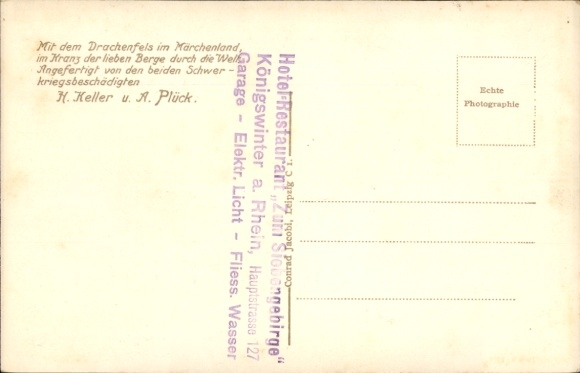 Mit dem Drachenfels im Märchenland,
im Kranz der lieben Berge durch die Welt.
Angefertigt von den beiden Schwer-
kriegsbeschädigten
H. Keller u. A. Plück.
Hotel-Restaurant „Zum Siebengebirge“
Königswinter a. Rhein, Hauptstrasse 127
Garage - Elektr. Licht - Fliess. Wasser
Conrad Jacobi, Leipzig C 1.
Echte
Photographie